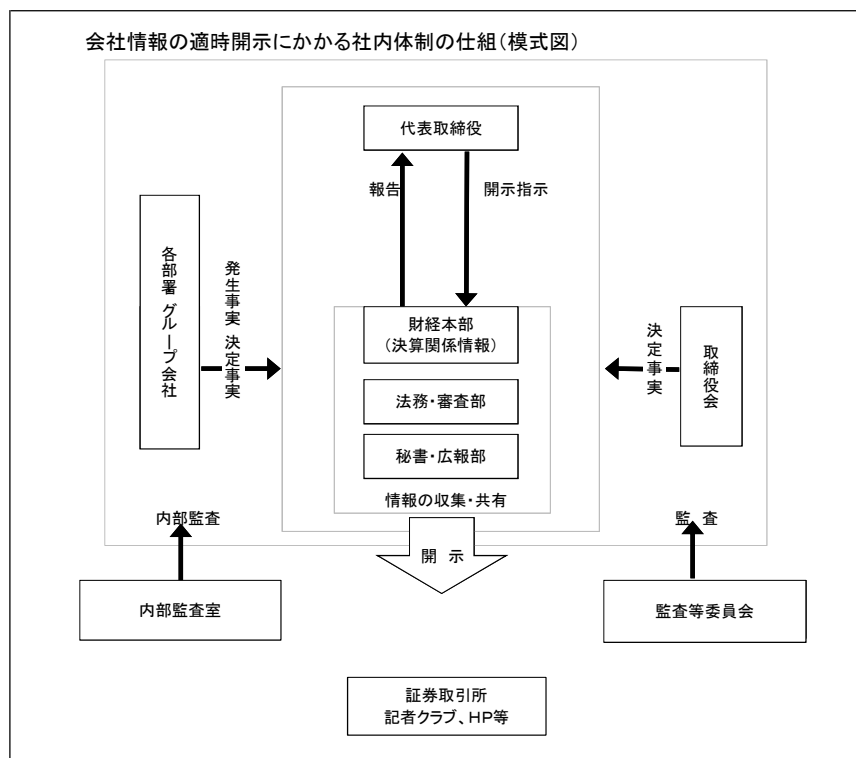 会社情報の適時開示にかかる社内体制の仕組(模式図)
代表取締役
報告
開示指示
各部署 グループ会社
発生事実 決定事実
財経本部
(決算関係情報)
決定事実
取締役会
法務・審査部
秘書・広報部
情報の収集・共有
内部監査
監 査
開 示
内部監査室
監査等委員会
証券取引所
記者クラブ、HP等